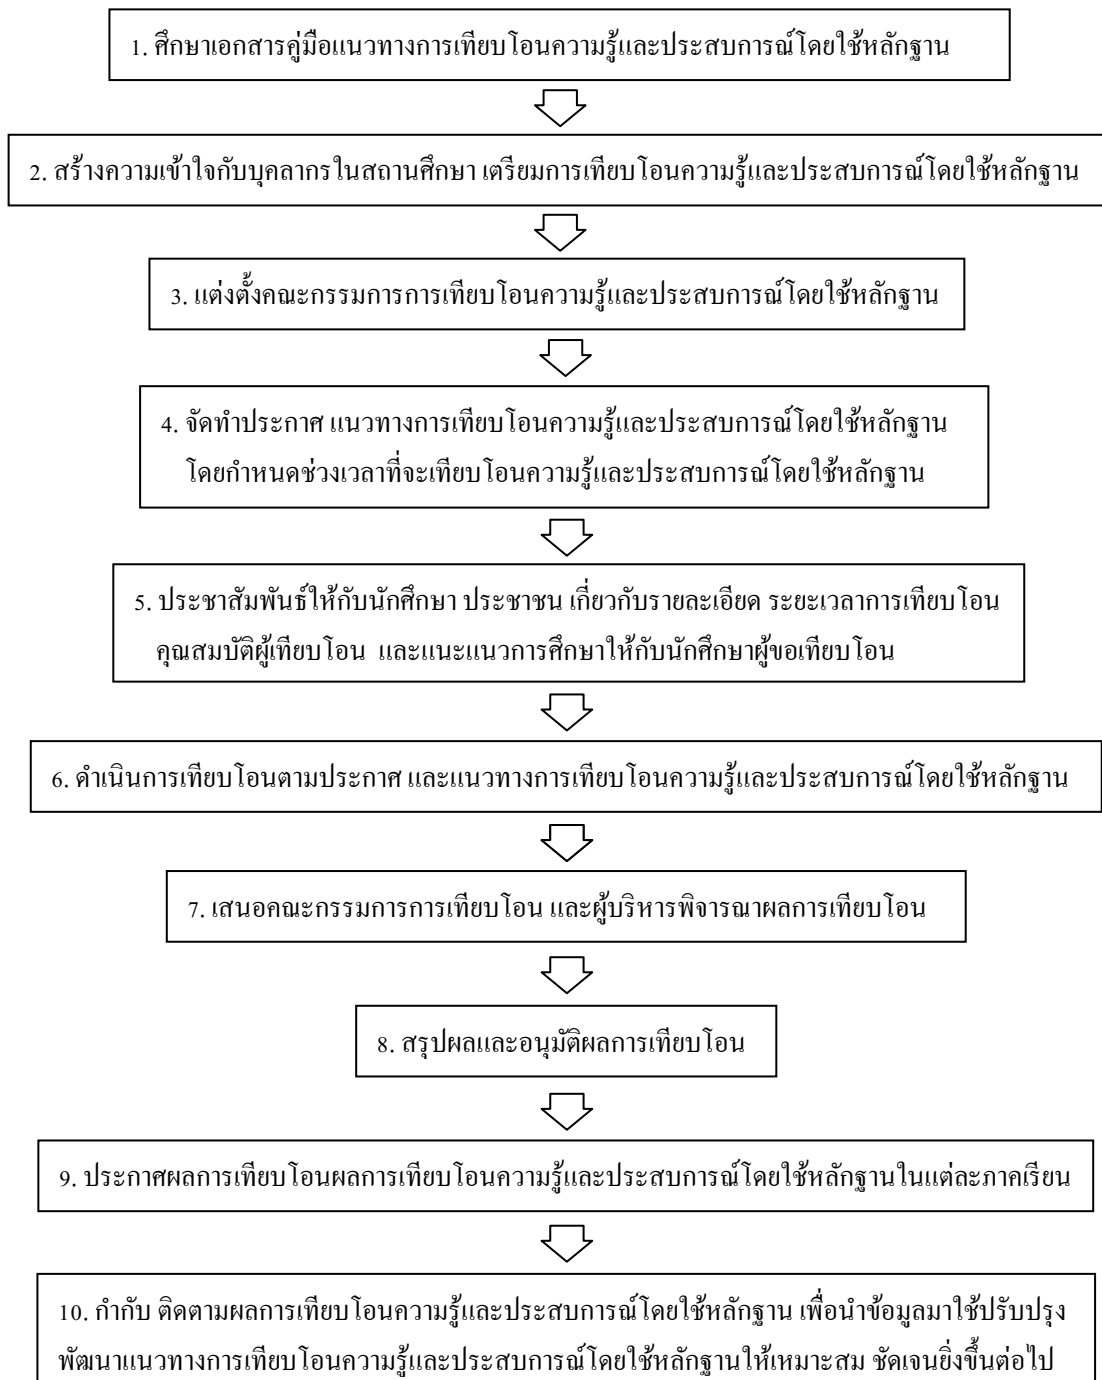 1. ศึกษาเอกสารคู่มือแนวทางการเทียบโอนความรู้และประสบการณ์โดยใช้หลักฐาน
2. สร้างความเข้าใจกับบุคลากรในสถานศึกษา เตรียมการเทียบโอนความรู้และประสบการณ์โดยใช้หลักฐาน
3. แต่งตั้งคณะกรรมการการเทียบโอนความรู้และประสบการณ์โดยใช้หลักฐาน
4. จัดทำประกาศ แนวทางการเทียบโอนความรู้และประสบการณ์โดยใช้หลักฐาน
โดยกำหนดช่วงเวลาที่จะเทียบโอนความรู้และประสบการณ์โดยใช้หลักฐาน
5. ประชาสัมพันธ์ให้กับนักศึกษา ประชาชน เกี่ยวกับรายละเอียด ระยะเวลาการเทียบโอน
คุณสมบัติผู้เทียบโอน และแนะแนวการศึกษาให้กับนักศึกษาผู้ขอเทียบโอน
6. ดำเนินการเทียบโอนตามประกาศ และแนวทางการเทียบโอนความรู้และประสบการณ์โดยใช้หลักฐาน
7. เสนอคณะกรรมการการเทียบโอน และผู้บริหารพิจารณาผลการเทียบโอน
8. สรุปผลและอนุมัติผลการเทียบโอน
9. ประกาศผลการเทียบโอนผลการเทียบโอนความรู้และประสบการณ์โดยใช้หลักฐานในแต่ละภาคเรียน
10. กำกับ ติดตามผลการเทียบโอนความรู้และประสบการณ์โดยใช้หลักฐาน เพื่อนำข้อมูลมาใช้ปรับปรุง
พัฒนาแนวทางการเทียบโอนความรู้และประสบการณ์โดยใช้หลักฐานให้เหมาะสม ชัดเจนยิ่งขึ้นต่อไป